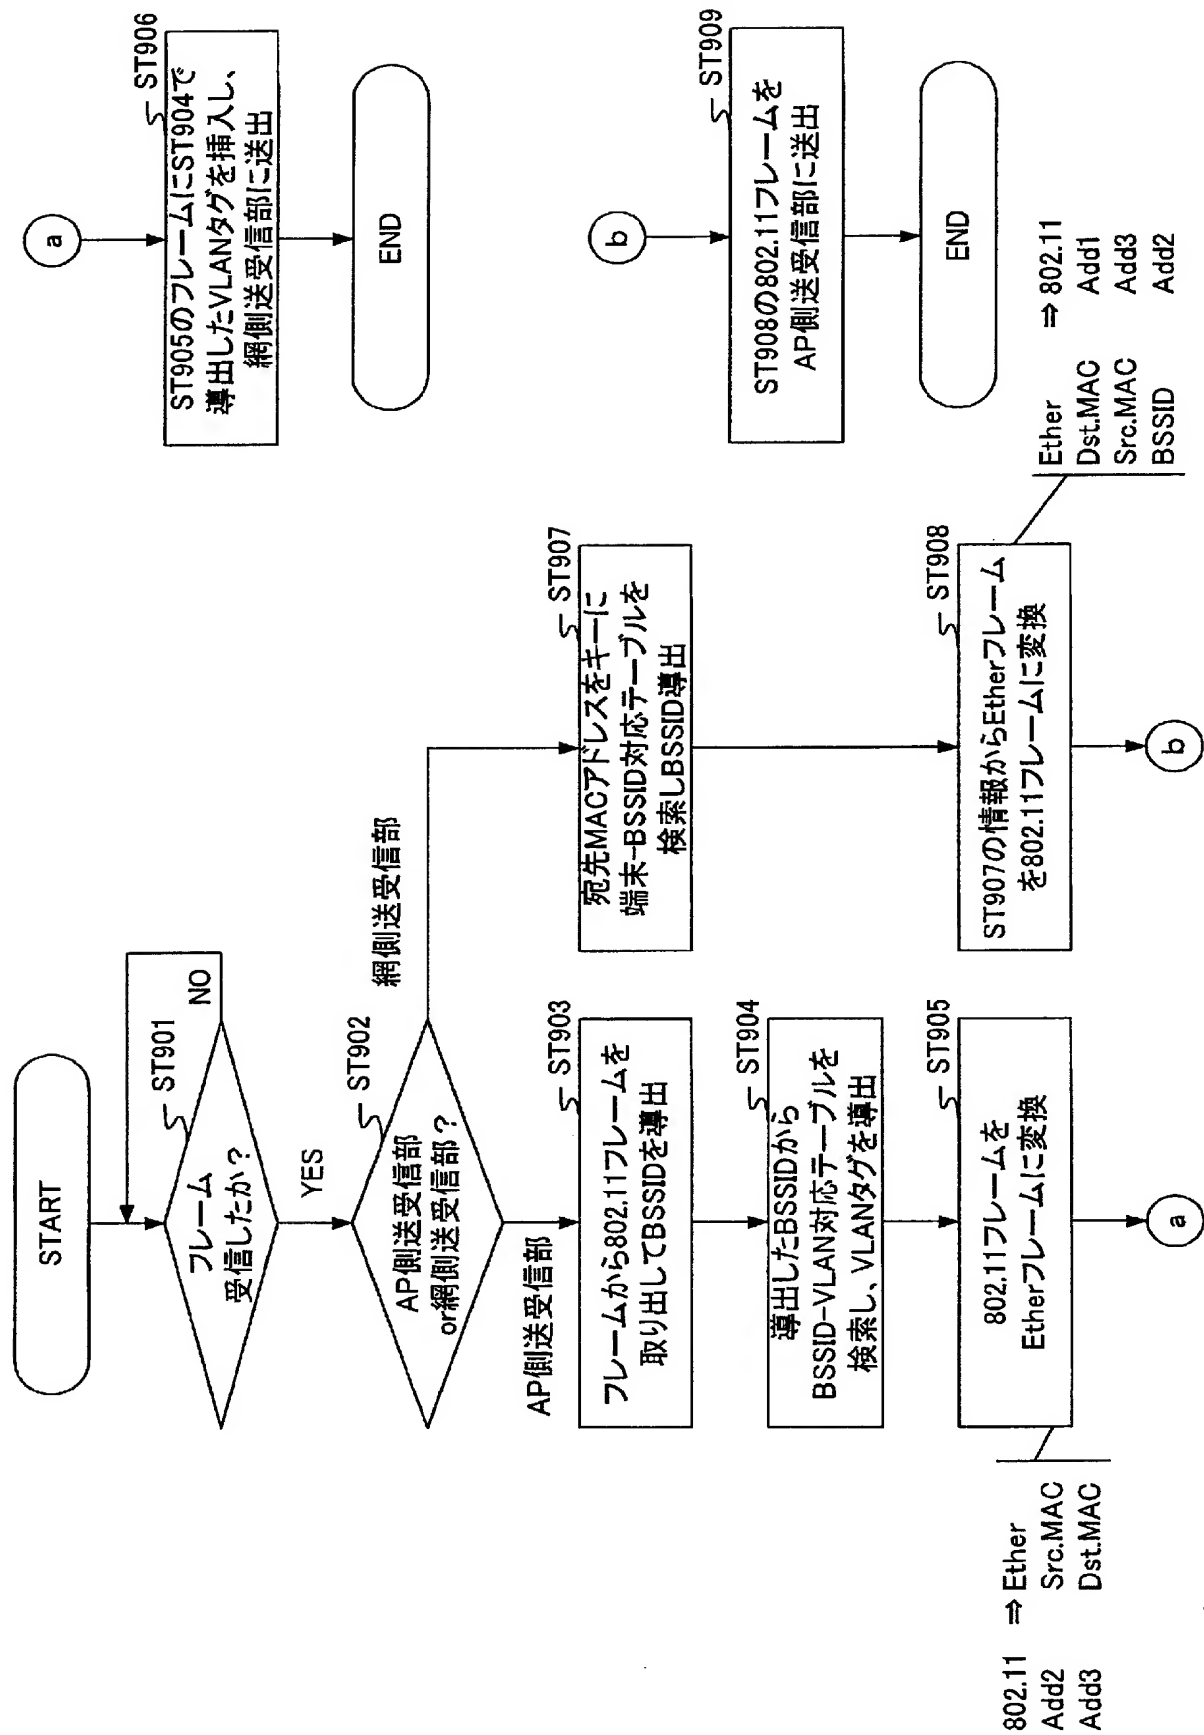 START
フレーム
受信したか？
ST901
NO
YES
AP側送受信部
or網側送受信部？
ST902
AP側送受信部
網側送受信部
フレームから802.11フレームを
取り出してBSSIDを導出
ST903
導出したBSSIDから
BSSID-VLAN対応テーブルを
検索し、VLANタグを導出
ST904
802.11フレームを
Etherフレームに変換
ST905
802.11 ⇒ Ether
Add2 Src.MAC
Add3 Dst.MAC
a
宛先MACアドレスをキーに
端末-BSSID対応テーブルを
検索しBSSID導出
ST907
ST907の情報からEtherフレーム
を802.11フレームに変換
ST908
Ether ⇒ 802.11
Dst.MAC Add1
Src.MAC Add3
BSSID Add2
b
a
ST905のフレームにST904で
導出したVLANタグを挿入し、
網側送受信部に送出
ST906
END
b
ST908の802.11フレームを
AP側送受信部に送出
ST909
END